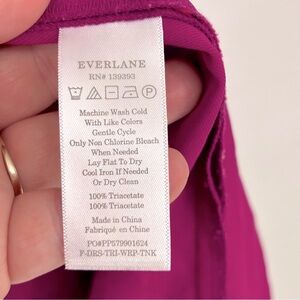 EVERLANE
RN# 139393
Machine Wash Cold
With Like Colors
Gentle Cycle
Only Non Chlorine Bleach
When Needed
Lay Flat To Dry
Cool Iron If Needed
Or Dry Clean
100% Triacetate
100% Triacetate
Made in China
Fabriqué en Chine
PO#PP579901624
F-DRS-TRI-WRP-TNK